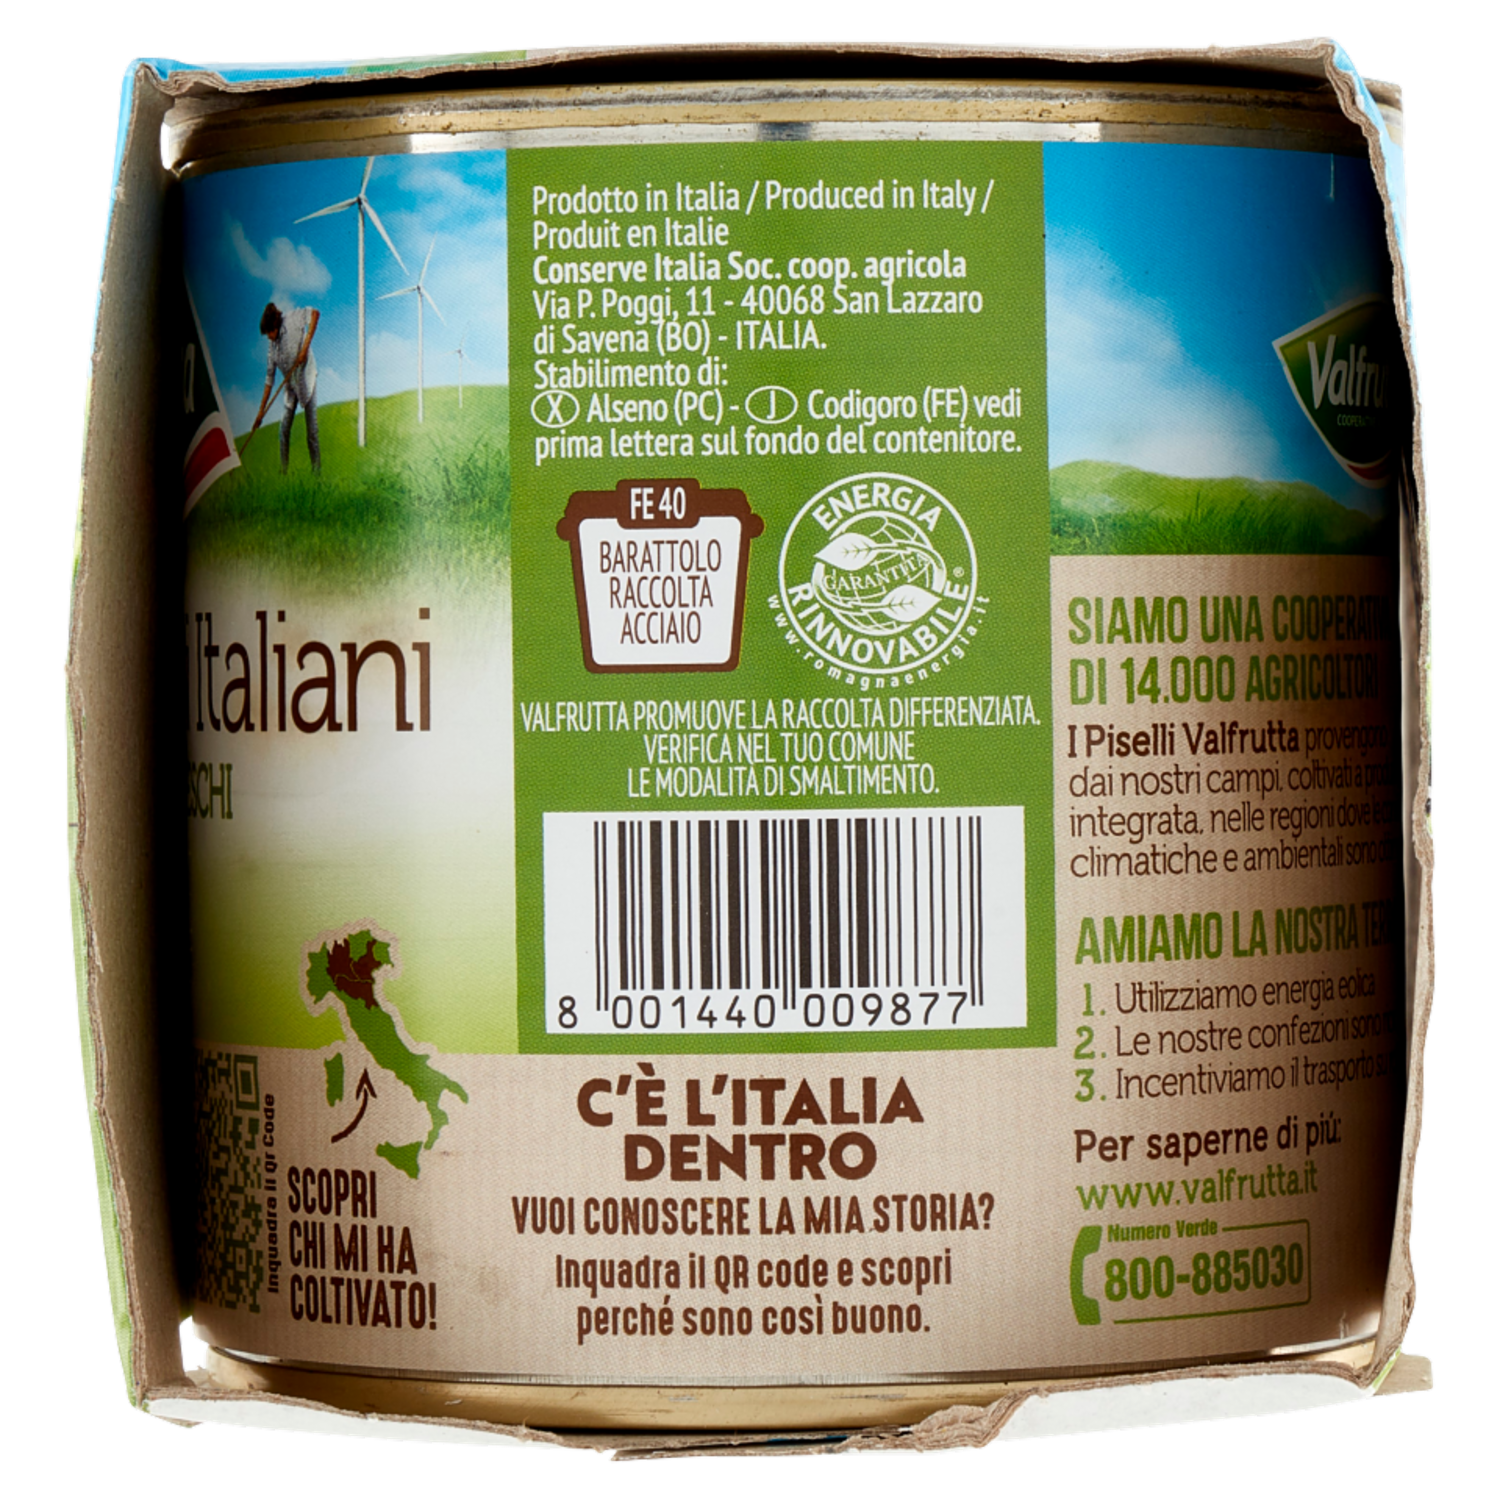 Italiani
Prodotto in Italia / Produced in Italy /
Produit en Italie
Conserve Italia Soc. coop. agricola
Via P. Poggi, 11 - 40068 San Lazzaro
di Savena (BO) - ITALIA.
Stabilimento di:
X Alseno (PC) - J Codigoro (FE) vedi
prima lettera sul fondo del contenitore.
FE 40
BARATTOLO
RACCOLTA
ACCIAIO
ENERGIA
GARANTITA
RINNOVABILE®
www.romagnaenergia.it
VALFRUTTA PROMUOVE LA RACCOLTA DIFFERENZIATA.
VERIFICA NEL TUO COMUNE
LE MODALITÀ DI SMALTIMENTO.
8 001440 009877
C'È L'ITALIA
DENTRO
VUOI CONOSCERE LA MIA STORIA?
Inquadra il QR code e scopri
perché sono così buono.
Inquadra il Qr Code
SCOPRI
CHI MI HA
COLTIVATO!
SIAMO UNA
DI 14.000 AGRICOLTORI
I Piselli Valfrutta provengono
dai nostri campi, coltivati a
integrata, nelle regioni dove le
climatiche e ambientali sono
AMIAMO LA NOSTRA
1. Utilizziamo energia eolica
2. Le nostre confezioni sono
3. Incentiviamo il trasporto
Per saperne di più:
www.valfrutta.it
Numero Verde
800-885030